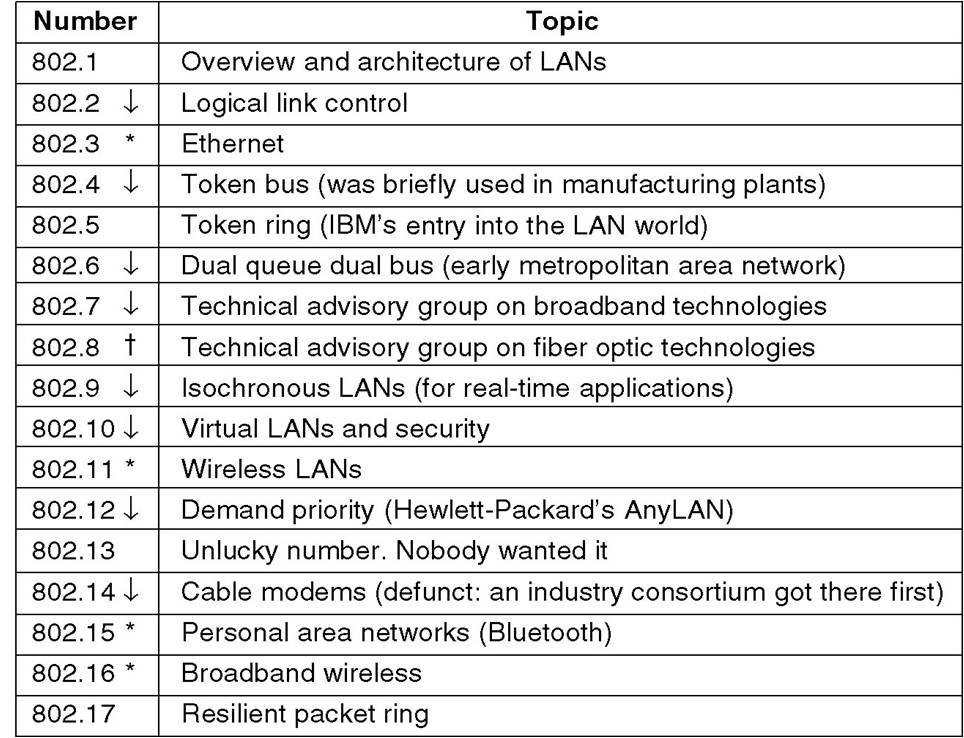 Number Topic
802.1 Overview and architecture of LANs
802.2 ↓ Logical link control
802.3 * Ethernet
802.4 ↓ Token bus (was briefly used in manufacturing plants)
802.5 Token ring (IBM's entry into the LAN world)
802.6 ↓ Dual queue dual bus (early metropolitan area network)
802.7 ↓ Technical advisory group on broadband technologies
802.8 † Technical advisory group on fiber optic technologies
802.9 ↓ Isochronous LANs (for real-time applications)
802.10 ↓ Virtual LANs and security
802.11 * Wireless LANs
802.12 ↓ Demand priority (Hewlett-Packard's AnyLAN)
802.13 Unlucky number. Nobody wanted it
802.14 ↓ Cable modems (defunct: an industry consortium got there first)
802.15 * Personal area networks (Bluetooth)
802.16 * Broadband wireless
802.17 Resilient packet ring